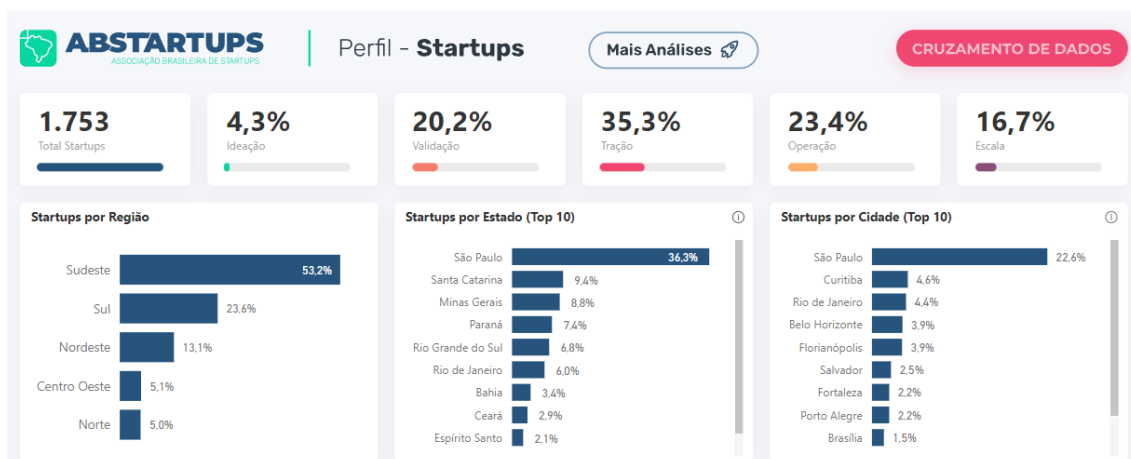 ABSTARTUPS
ASSOCIAÇÃO BRASILEIRA DE STARTUPS
Perfil - Startups
Mais Análises
CRUZAMENTO DE DADOS
1.753
Total Startups
4,3%
Ideação
20,2%
Validação
35,3%
Tração
23,4%
Operação
16,7%
Escala
Startups por Região
Sudeste 53,2%
Sul 23,6%
Nordeste 13,1%
Centro Oeste 5,1%
Norte 5,0%
Startups por Estado (Top 10)
São Paulo 36,3%
Santa Catarina 9,4%
Minas Gerais 8,8%
Paraná 7,4%
Rio Grande do Sul 6,8%
Rio de Janeiro 6,0%
Bahia 3,4%
Ceará 2,9%
Espírito Santo 2,1%
Startups por Cidade (Top 10)
São Paulo 22,6%
Curitiba 4,6%
Rio de Janeiro 4,4%
Belo Horizonte 3,9%
Florianópolis 3,9%
Salvador 2,5%
Fortaleza 2,2%
Porto Alegre 2,2%
Brasília 1,5%